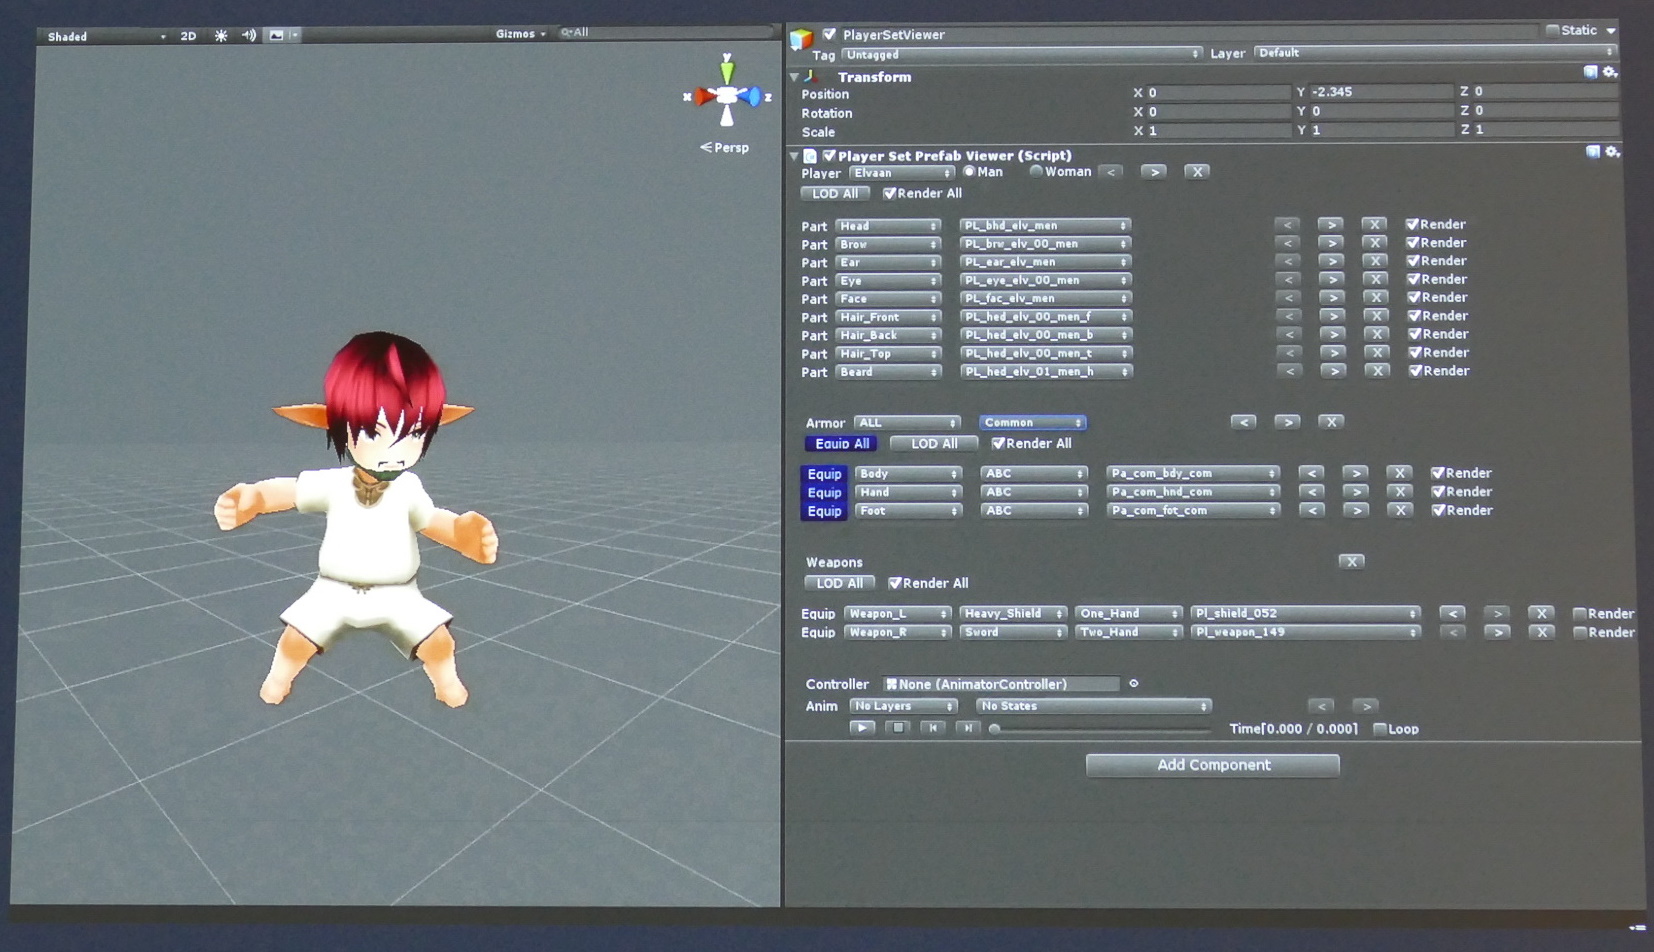 Shaded 2D Gizmos All
y
x z
Persp
PlayerSetViewer Static
Tag Untagged Layer Default
Transform
Position X 0 Y -2.345 Z 0
Rotation X 0 Y 0 Z 0
Scale X 1 Y 1 Z 1
Player Set Prefab Viewer (Script)
Player Elvaan Man Woman < > X
LOD All Render All
Part Head PL_bhd_elv_men < > X Render
Part Brow PL_brw_elv_00_men < > X Render
Part Ear PL_ear_elv_men < > X Render
Part Eye PL_eye_elv_00_men < > X Render
Part Face PL_fac_elv_men < > X Render
Part Hair_Front PL_hed_elv_00_men_f < > X Render
Part Hair_Back PL_hed_elv_00_men_b < > X Render
Part Hair_Top PL_hed_elv_00_men_t < > X Render
Part Beard PL_hed_elv_01_men_h < > X Render
Armor ALL Common < > X
Equip All LOD All Render All
Equip Body ABC Pa_com_bdy_com < > X Render
Equip Hand ABC Pa_com_hnd_com < > X Render
Equip Foot ABC Pa_com_fot_com < > X Render
Weapons X
LOD All Render All
Equip Weapon_L Heavy_Shield One_Hand Pl_shield_052 < > X Render
Equip Weapon_R Sword Two_Hand Pl_weapon_149 < > X Render
Controller None (AnimatorController)
Anim No Layers No States < >
Time[0.000 / 0.000] Loop
Add Component